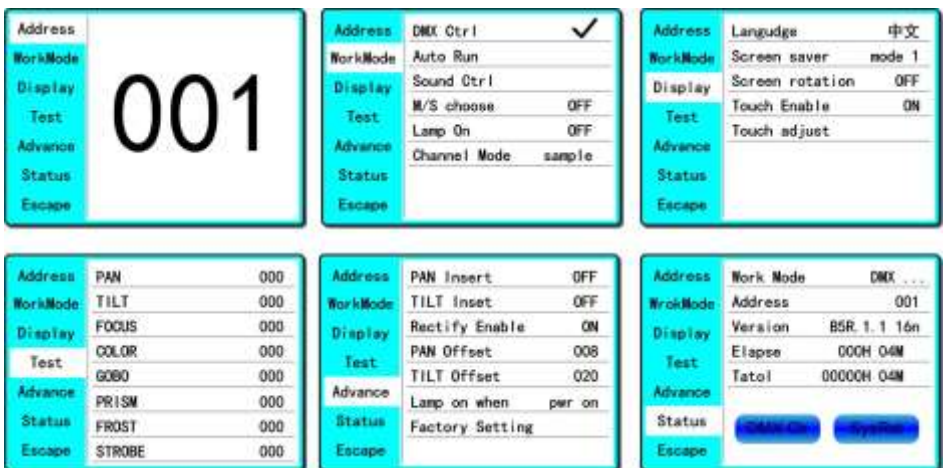 Address
WorkMode
Display
Test
Advance
Status
Escape
001
Address
WorkMode
Display
Test
Advance
Status
Escape
DMX Ctrl ✓
Auto Run
Sound Ctrl
M/S choose OFF
Lamp On OFF
Channel Mode sample
Address
WorkMode
Display
Test
Advance
Status
Escape
Langudge 中文
Screen saver mode 1
Screen rotation OFF
Touch Enable ON
Touch adjust
Address
WorkMode
Display
Test
Advance
Status
Escape
PAN 000
TILT 000
FOCUS 000
COLOR 000
GOBO 000
PRISM 000
FROST 000
STROBE 000
Address
WorkMode
Display
Test
Advance
Status
Escape
PAN Insert OFF
TILT Inset OFF
Rectify Enable ON
PAN Offset 008
TILT Offset 020
Lamp on when pwr on
Factory Setting
Address
WrokMode
Display
Test
Advance
Status
Escape
Work Mode DMX ...
Address 001
Version B5R.1.1 16n
Elapse 000H 04M
Tatol 00000H 04M